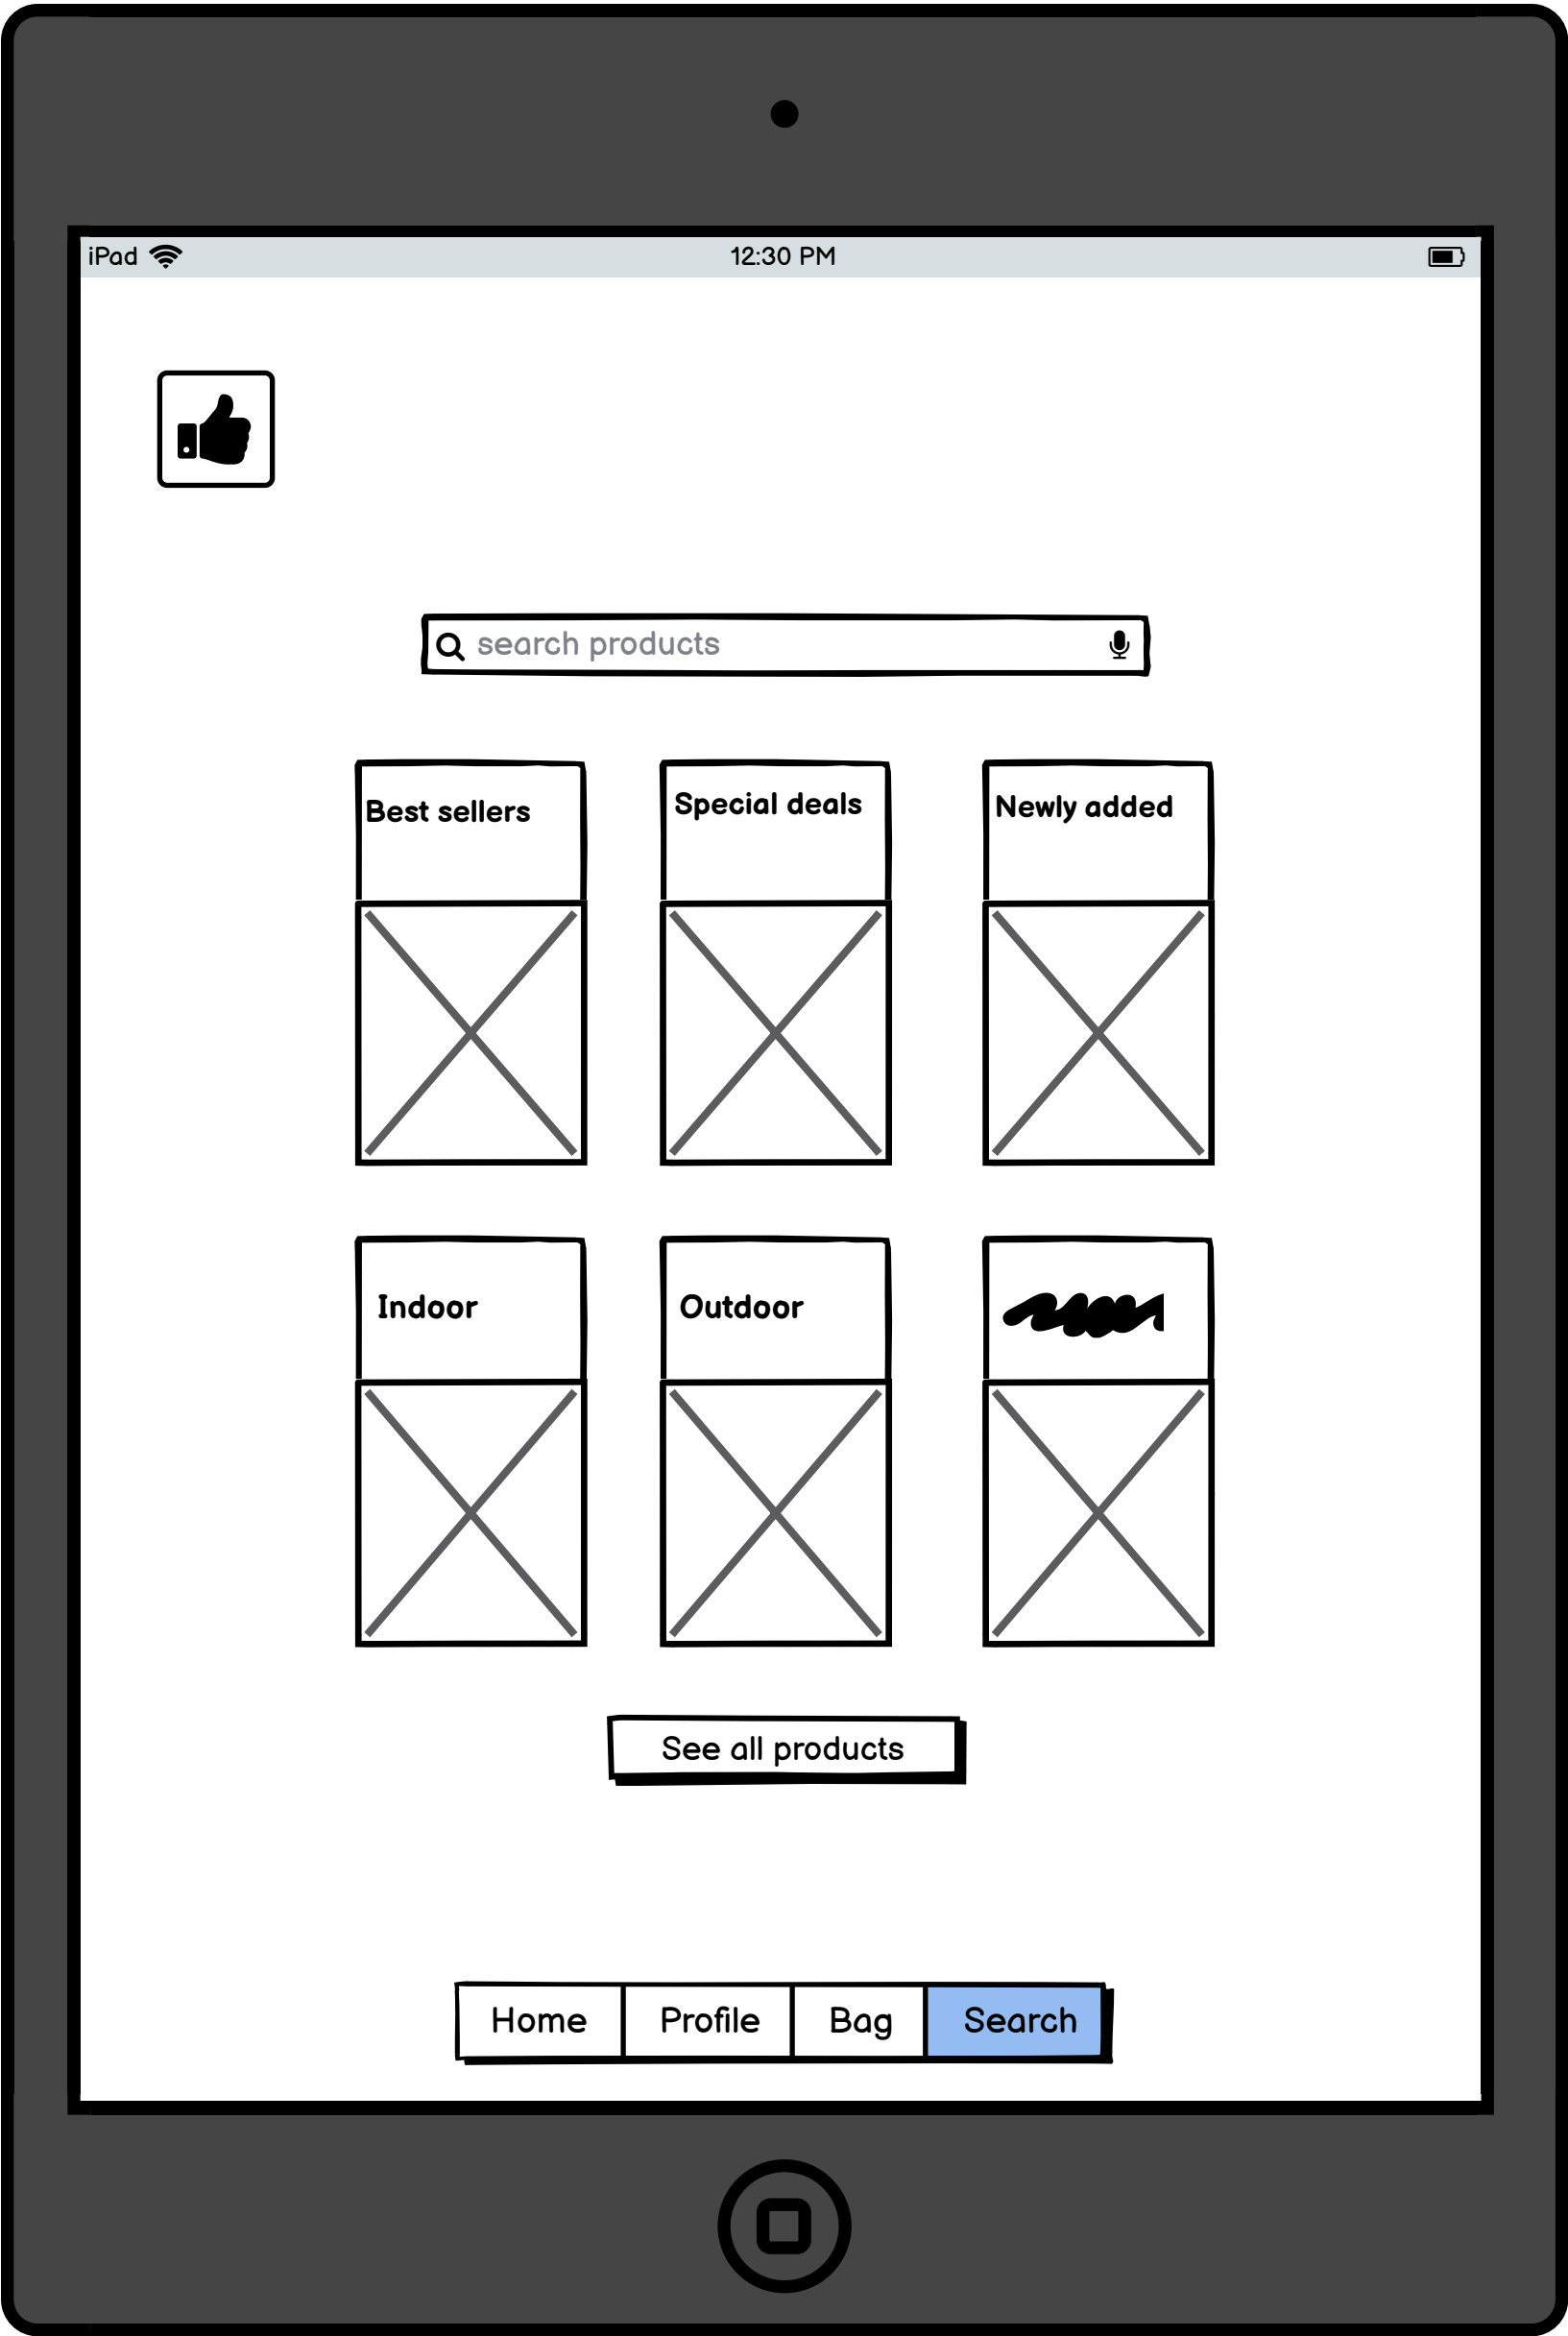 iPad
12:30 PM
search products
Best sellers
Special deals
Newly added
Indoor
Outdoor
See all products
Home
Profile
Bag
Search